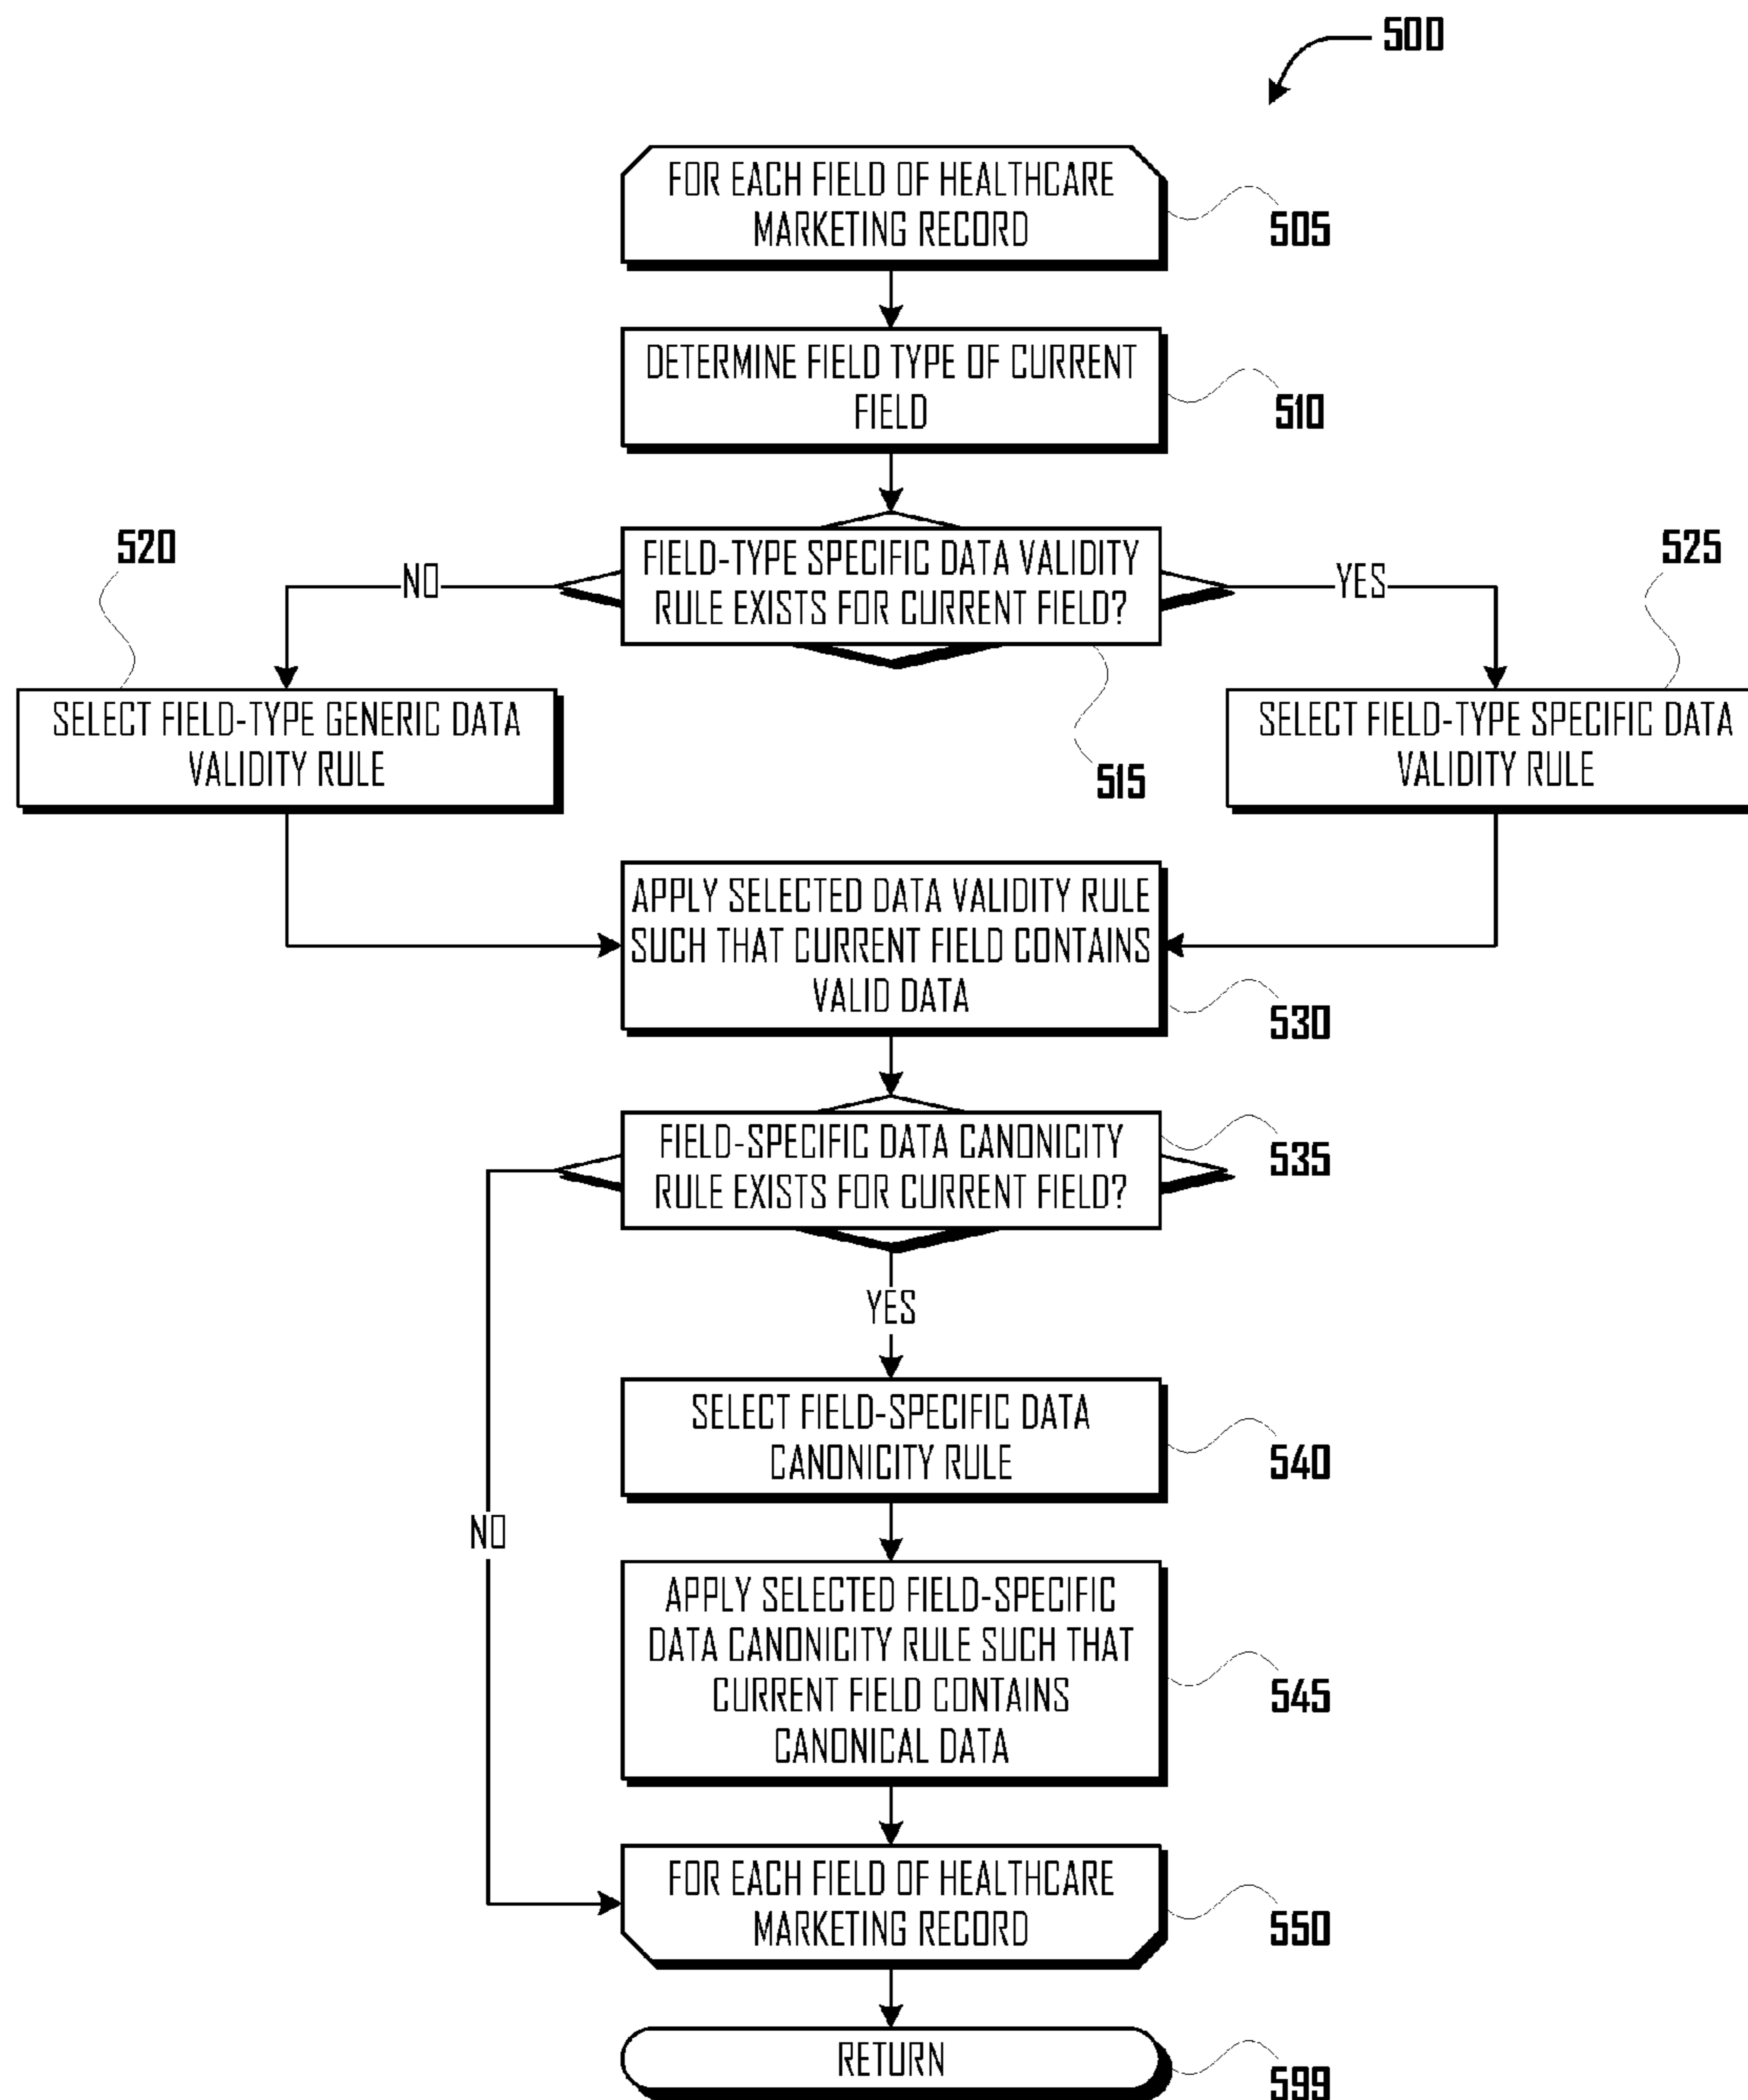 500
FOR EACH FIELD OF HEALTHCARE
MARKETING RECORD
505
DETERMINE FIELD TYPE OF CURRENT
FIELD
510
FIELD-TYPE SPECIFIC DATA VALIDITY
RULE EXISTS FOR CURRENT FIELD?
515
NO
YES
520
SELECT FIELD-TYPE GENERIC DATA
VALIDITY RULE
525
SELECT FIELD-TYPE SPECIFIC DATA
VALIDITY RULE
APPLY SELECTED DATA VALIDITY RULE
SUCH THAT CURRENT FIELD CONTAINS
VALID DATA
530
FIELD-SPECIFIC DATA CANONICITY
RULE EXISTS FOR CURRENT FIELD?
535
YES
SELECT FIELD-SPECIFIC DATA
CANONICITY RULE
540
NO
APPLY SELECTED FIELD-SPECIFIC
DATA CANONICITY RULE SUCH THAT
CURRENT FIELD CONTAINS
CANONICAL DATA
545
FOR EACH FIELD OF HEALTHCARE
MARKETING RECORD
550
RETURN
599